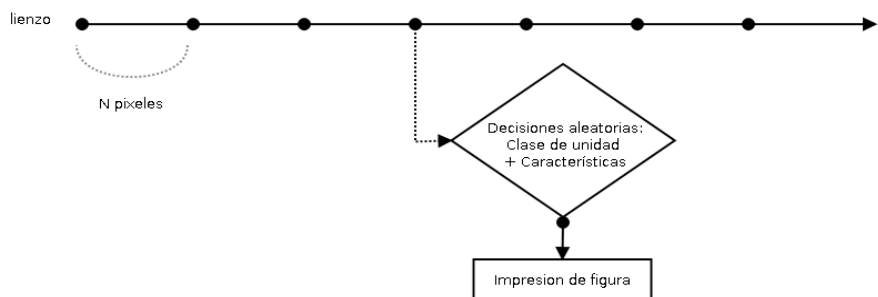 lienzo
N pixeles
Decisiones aleatorias:
Clase de unidad
+ Características
Impresion de figura